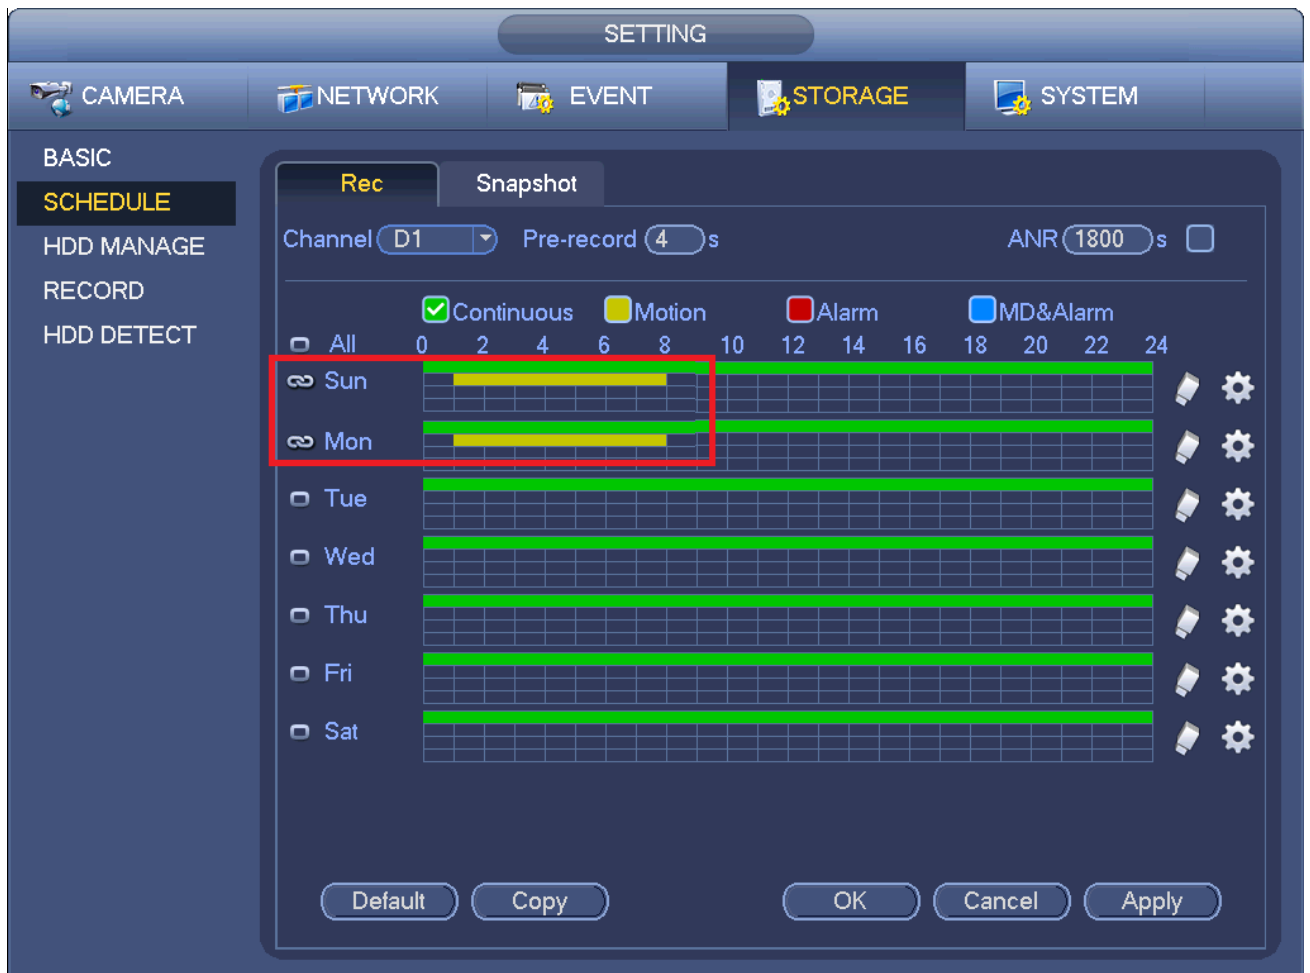 SETTING
CAMERA NETWORK EVENT STORAGE SYSTEM
BASIC
SCHEDULE
HDD MANAGE
RECORD
HDD DETECT
Rec Snapshot
Channel D1 Pre-record 4 s ANR 1800 s
Continuous Motion Alarm MD&Alarm
All 0 2 4 6 8 10 12 14 16 18 20 22 24
Sun
Mon
Tue
Wed
Thu
Fri
Sat
Default Copy OK Cancel Apply